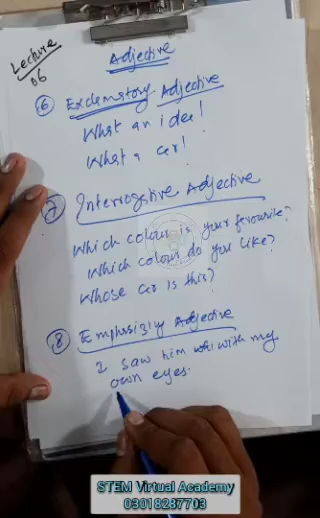 Lecture
06
Adjective
6 Exclematory Adjective
What an idea!
What a car!
7 Interrogative Adjective
Which colour is your favourite?
Which colour do you like?
Whose car is this?
8 Emphasizing Adjective
I saw him with my
own eyes.
STEM Virtual Academy
01318287703